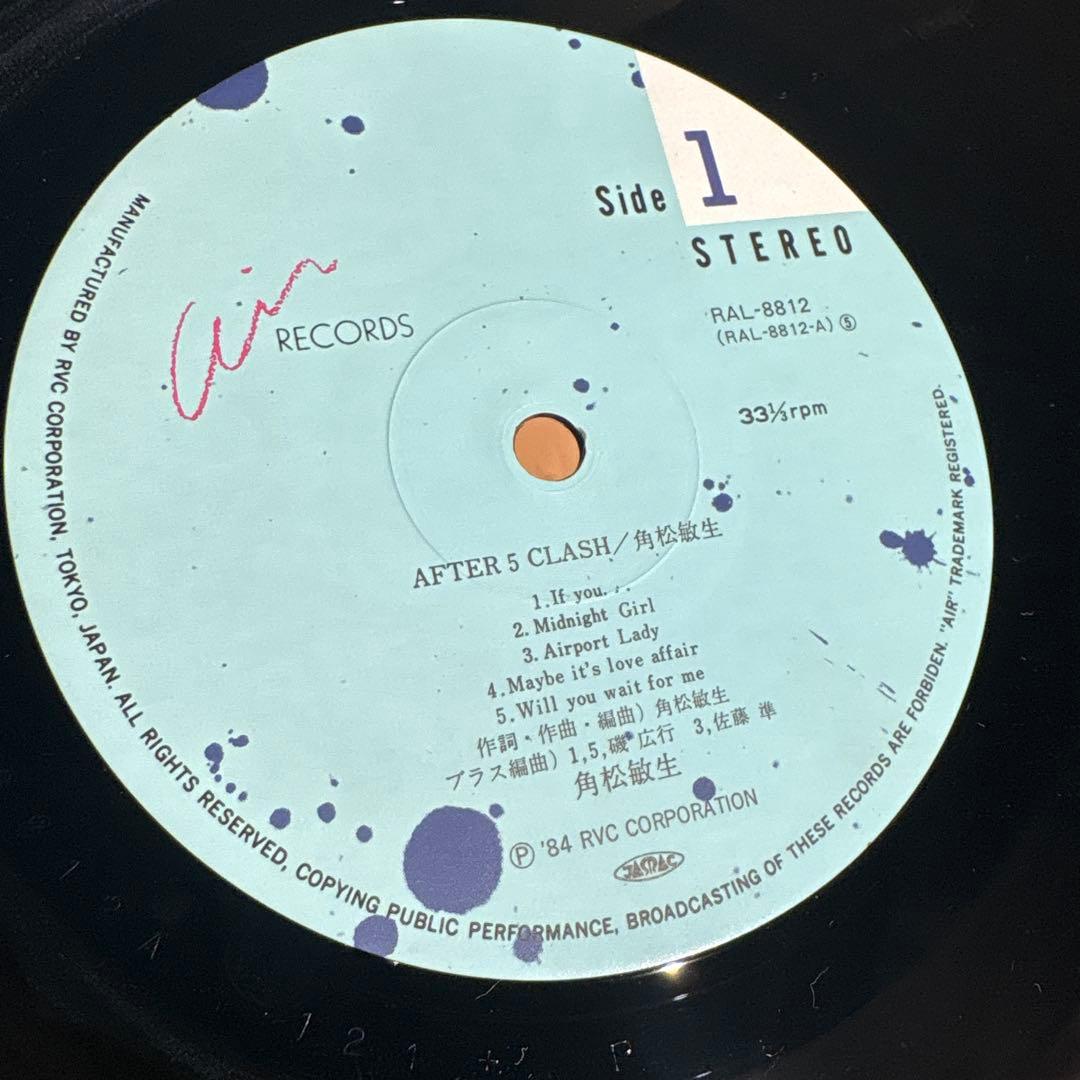 Side 1
STEREO
Air RECORDS
RAL-8812
(RAL-8812-A) ⑤
33⅓rpm
AFTER 5 CLASH/角松敏生
1.If you. . .
2. Midnight Girl
3. Airport Lady
4.Maybe it's love affair
5.Will you wait for me
作詞・作曲・編曲) 角松敏生
ブラス編曲) 1,5,磯 広行 3,佐藤 準
角松敏生
Ⓟ '84 RVC CORPORATION
JASRAC
MANUFACTURED BY RVC CORPORATION, TOKYO, JAPAN. ALL RIGHTS RESERVED, COPYING PUBLIC PERFORMANCE, BROADCASTING OF THESE RECORDS ARE FORBIDEN. "AIR" TRADEMARK REGISTERED.